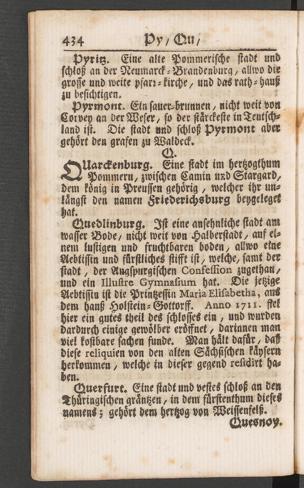 434 Py/ Qu/
Pyritz. Eine alte Pommerische stadt und
schloß an der Neumarck-Brandenburg, allwo die
grosse und weite pfarr-kirche, und das rath-hauß
zu besichtigen.
Pyrmont. Ein sauer-brunnen, nicht weit von
Corvey an der Weser, so der stärckeste in Teutsch-
land ist. Die stadt und schloß Pyrmont aber
gehört den grafen zu Waldeck.
Q.
QUarckenburg. Eine stadt im hertzogthum
Pommern, zwischen Camin und Stargard,
dem könig in Preussen gehörig, welcher ihr un-
längst den namen Friederichsburg beygeleget
hat.
Quedlinburg. Ist eine ansehnliche stadt am
wasser Bode, nicht weit von Halberstadt, auf ei-
nem lustigen und fruchtbaren boden, allwo eine
Aebtißin und fürstliches stifft ist, welche, samt der
stadt, der Augspurgischen Confession zugethan,
und ein Illustre Gymnasium hat. Die jetzige
Aebtißin ist die Printzeßin Maria Elisabetha, aus
dem hauß Holstein-Gottorff. Anno 1711. fiel
hier ein gutes theil des schlosses ein, und wurden
dardurch einige gewölber eröffnet, darinnen man
viel kostbare sachen funde. Man hält dafür, daß
diese reliquien von den alten Sächsischen käysern
herkommen, welche in dieser gegend residirt ha-
ben.
Querfurt. Eine stadt und vestes schloß an den
Thüringischen gräntzen, in dem fürstenthum dieses
namens; gehört dem hertzog von Weissenfelß.
Quesnoy.